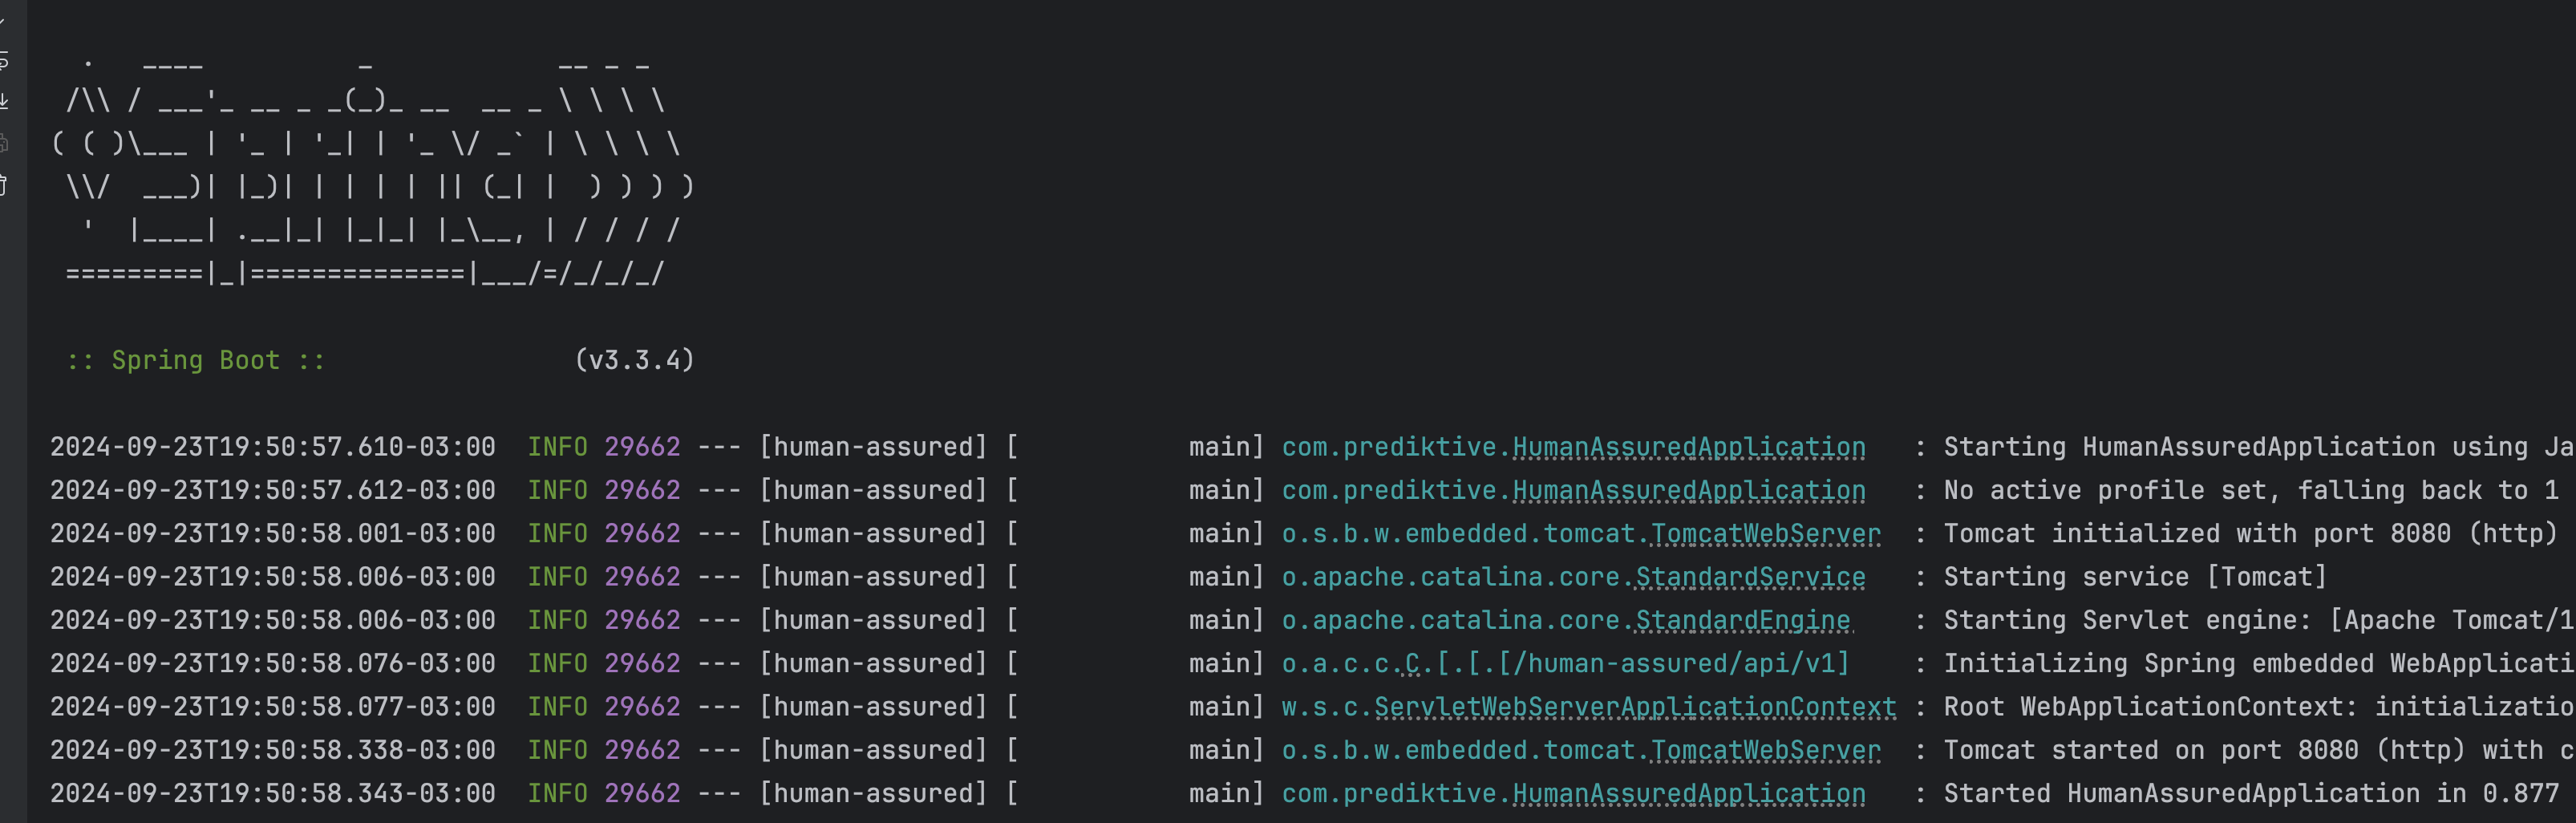 .   ____          _            __ _ _
 /\\ / ___'_ __ _ _(_)_ __  __ _ \ \ \ \
( ( )\___ | '_ | '_| | '_ \/ _` | \ \ \ \
 \\/  ___)| |_)| | | | | || (_| |  ) ) ) )
  '  |____| .__|_| |_|_| |_\__, | / / / /
 =========|_|==============|___/=/_/_/_/
 :: Spring Boot ::                (v3.3.4)
2024-09-23T19:50:57.610-03:00  INFO 29662 --- [human-assured] [           main] com.prediktive.HumanAssuredApplication   : Starting HumanAssuredApplication using Ja
2024-09-23T19:50:57.612-03:00  INFO 29662 --- [human-assured] [           main] com.prediktive.HumanAssuredApplication   : No active profile set, falling back to 1
2024-09-23T19:50:58.001-03:00  INFO 29662 --- [human-assured] [           main] o.s.b.w.embedded.tomcat.TomcatWebServer  : Tomcat initialized with port 8080 (http)
2024-09-23T19:50:58.006-03:00  INFO 29662 --- [human-assured] [           main] o.apache.catalina.core.StandardService   : Starting service [Tomcat]
2024-09-23T19:50:58.006-03:00  INFO 29662 --- [human-assured] [           main] o.apache.catalina.core.StandardEngine    : Starting Servlet engine: [Apache Tomcat/1
2024-09-23T19:50:58.076-03:00  INFO 29662 --- [human-assured] [           main] o.a.c.c.C.[.[.[/human-assured/api/v1]    : Initializing Spring embedded WebApplicati
2024-09-23T19:50:58.077-03:00  INFO 29662 --- [human-assured] [           main] w.s.c.ServletWebServerApplicationContext : Root WebApplicationContext: initializatio
2024-09-23T19:50:58.338-03:00  INFO 29662 --- [human-assured] [           main] o.s.b.w.embedded.tomcat.TomcatWebServer  : Tomcat started on port 8080 (http) with c
2024-09-23T19:50:58.343-03:00  INFO 29662 --- [human-assured] [           main] com.prediktive.HumanAssuredApplication   : Started HumanAssuredApplication in 0.877